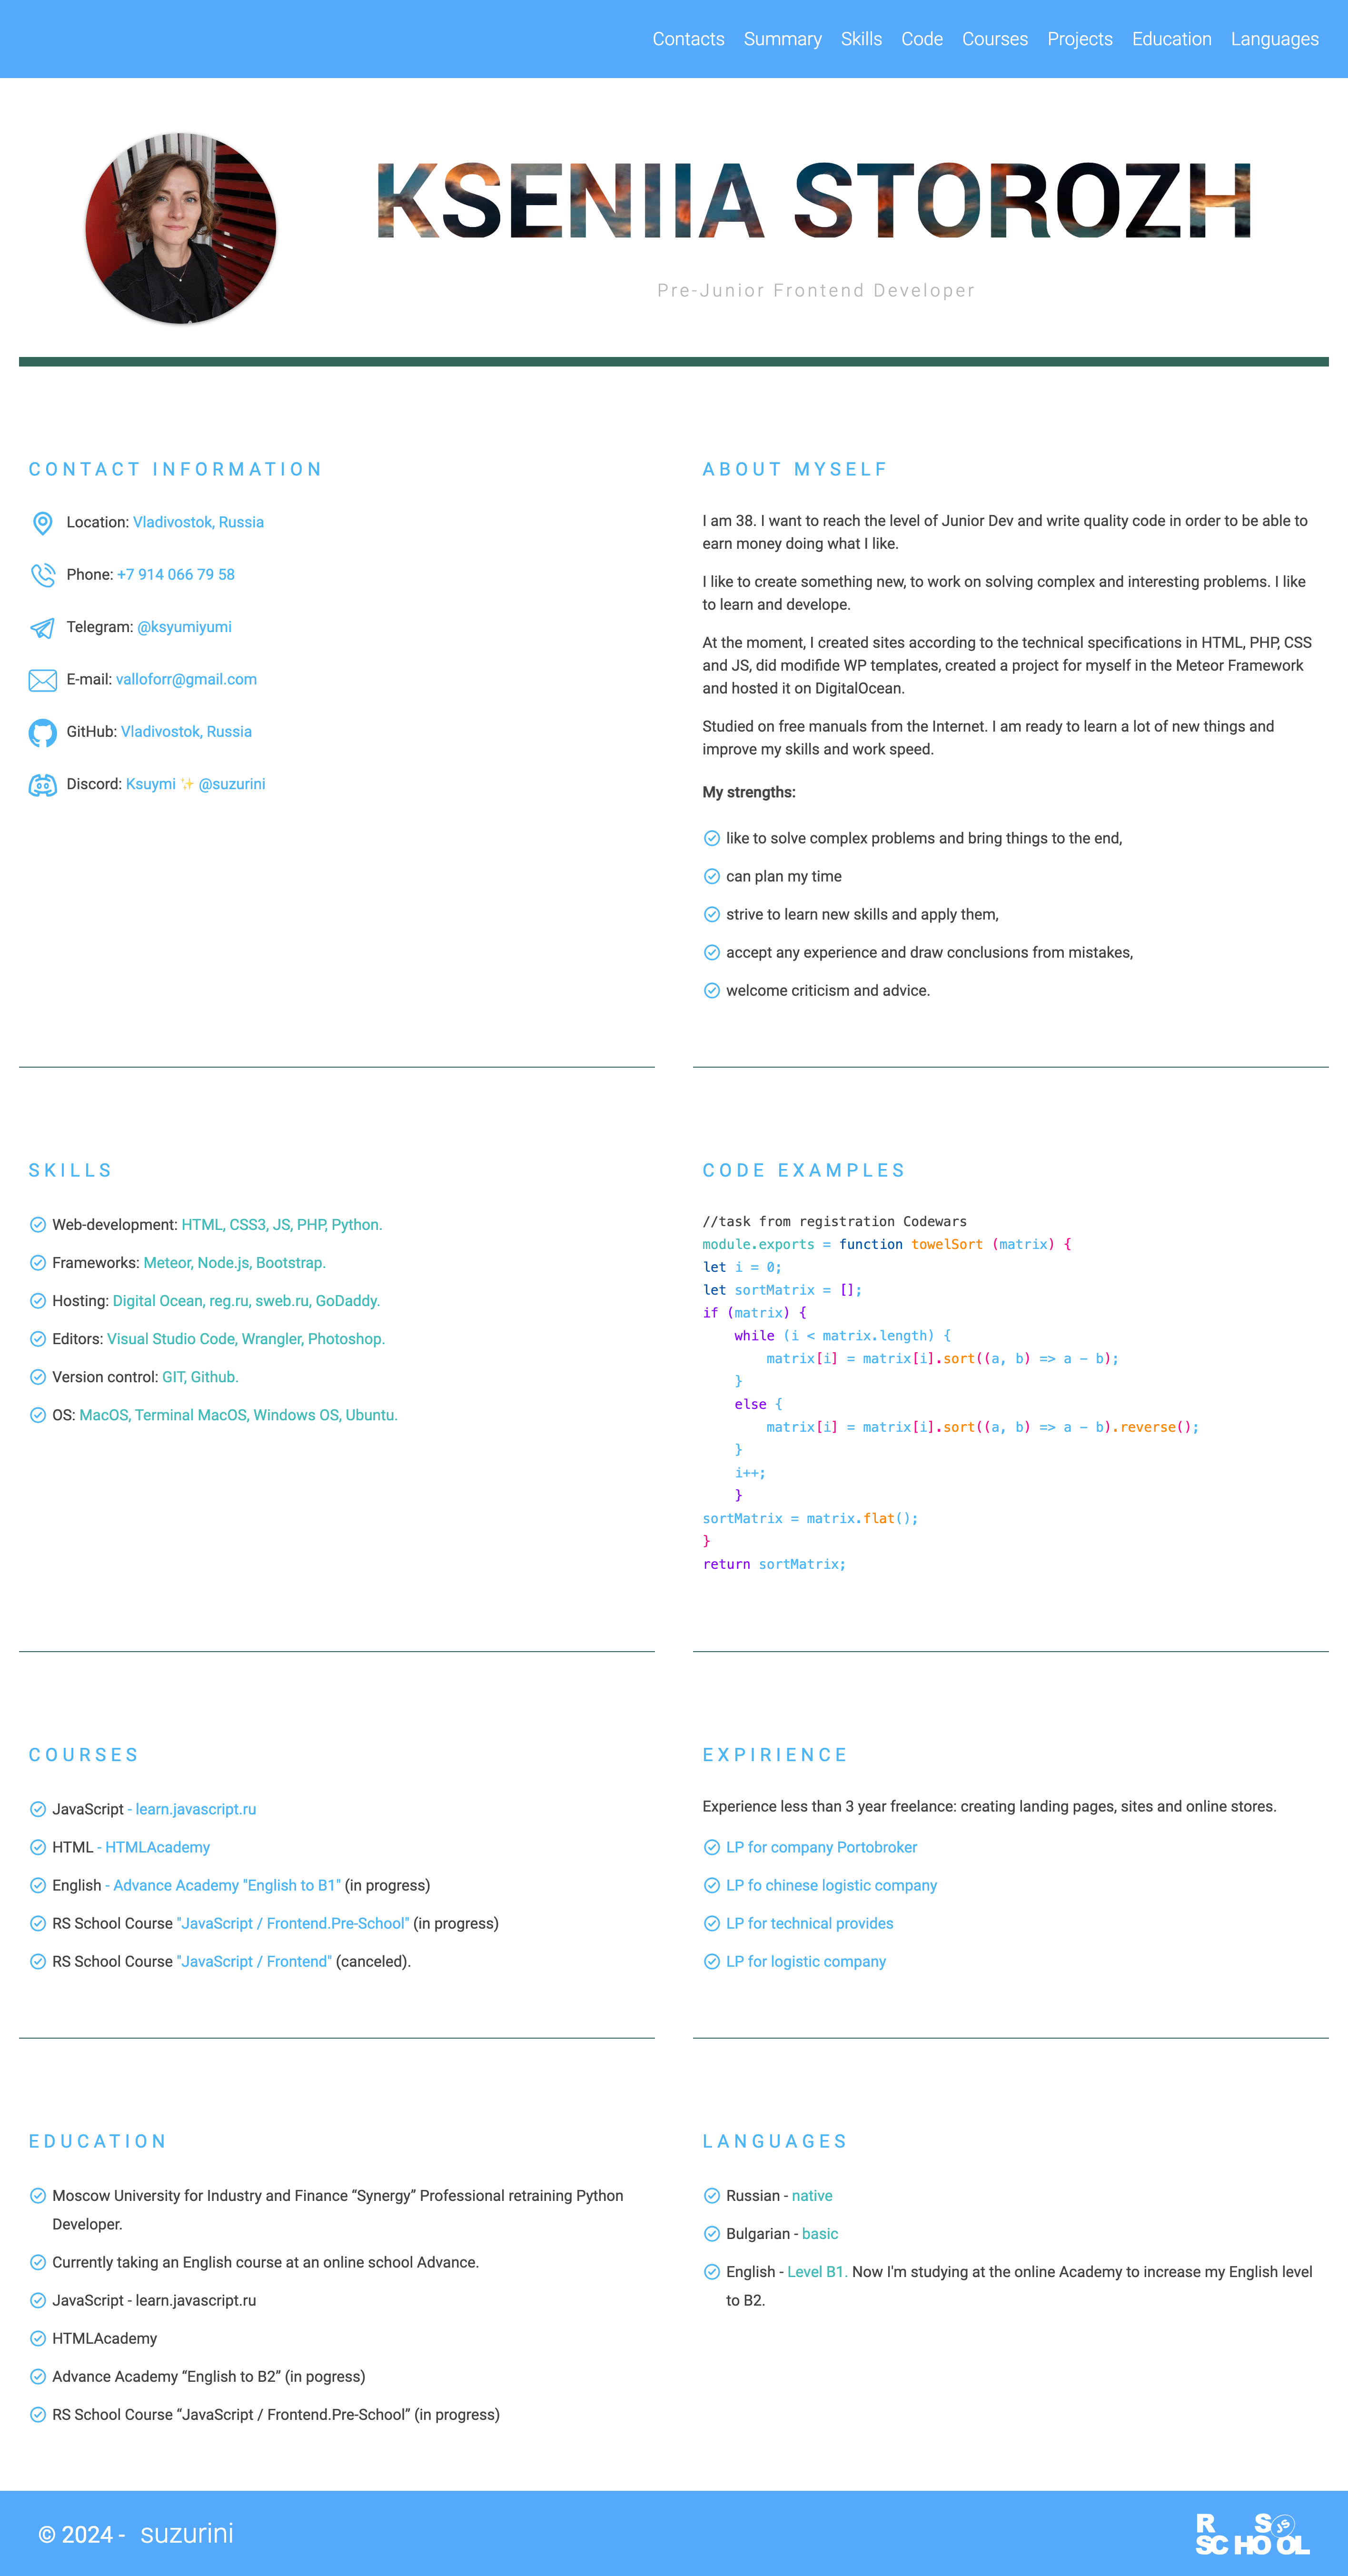 Contacts Summary Skills Code Courses Projects Education Languages
KSENIIA STOROZH
Pre-Junior Frontend Developer
CONTACT INFORMATION
Location: Vladivostok, Russia
Phone: +7 914 066 79 58
Telegram: @ksyumiyumi
E-mail: valloforr@gmail.com
GitHub: Vladivostok, Russia
Discord: Ksuymi ✨ @suzurini
ABOUT MYSELF
I am 38. I want to reach the level of Junior Dev and write quality code in order to be able to
earn money doing what I like.
I like to create something new, to work on solving complex and interesting problems. I like
to learn and develope.
At the moment, I created sites according to the technical specifications in HTML, PHP, CSS
and JS, did modifide WP templates, created a project for myself in the Meteor Framework
and hosted it on DigitalOcean.
Studied on free manuals from the Internet. I am ready to learn a lot of new things and
improve my skills and work speed.
My strengths:
like to solve complex problems and bring things to the end,
can plan my time
strive to learn new skills and apply them,
accept any experience and draw conclusions from mistakes,
welcome criticism and advice.
SKILLS
Web-development: HTML, CSS3, JS, PHP, Python.
Frameworks: Meteor, Node.js, Bootstrap.
Hosting: Digital Ocean, reg.ru, sweb.ru, GoDaddy.
Editors: Visual Studio Code, Wrangler, Photoshop.
Version control: GIT, Github.
OS: MacOS, Terminal MacOS, Windows OS, Ubuntu.
CODE EXAMPLES
//task from registration Codewars
module.exports = function towelSort (matrix) {
let i = 0;
let sortMatrix = [];
if (matrix) {
    while (i < matrix.length) {
        matrix[i] = matrix[i].sort((a, b) => a - b);
    }
    else {
        matrix[i] = matrix[i].sort((a, b) => a - b).reverse();
    }
    i++;
    }
sortMatrix = matrix.flat();
}
return sortMatrix;
COURSES
JavaScript - learn.javascript.ru
HTML - HTMLAcademy
English - Advance Academy "English to B1" (in progress)
RS School Course "JavaScript / Frontend.Pre-School" (in progress)
RS School Course "JavaScript / Frontend" (canceled).
EXPIRIENCE
Experience less than 3 year freelance: creating landing pages, sites and online stores.
LP for company Portobroker
LP fo chinese logistic company
LP for technical provides
LP for logistic company
EDUCATION
Moscow University for Industry and Finance “Synergy” Professional retraining Python
Developer.
Currently taking an English course at an online school Advance.
JavaScript - learn.javascript.ru
HTMLAcademy
Advance Academy “English to B2” (in pogress)
RS School Course “JavaScript / Frontend.Pre-School” (in progress)
LANGUAGES
Russian - native
Bulgarian - basic
English - Level B1. Now I'm studying at the online Academy to increase my English level
to B2.
© 2024 - suzurini
R S JS
SCHOOL